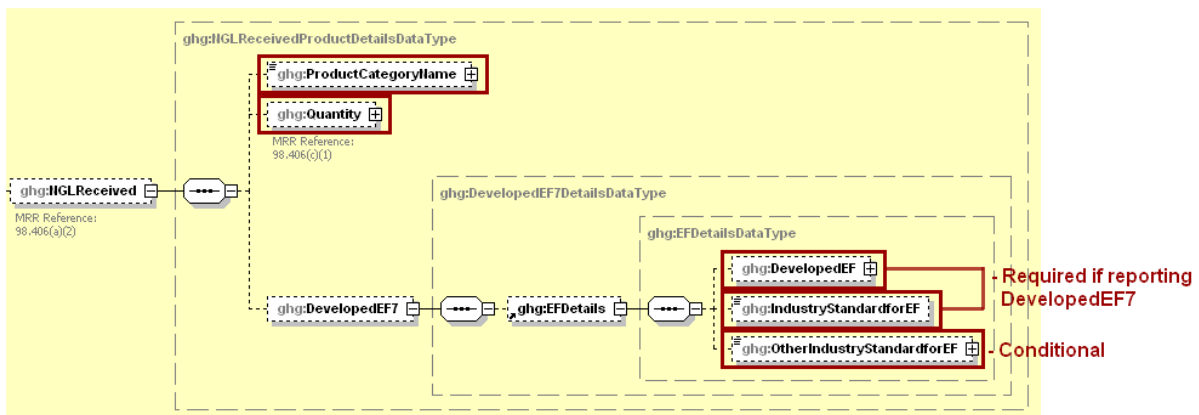 ghg:NGLReceivedProductDetailsDataType
ghg:ProductCategoryName
ghg:Quantity
MRR Reference:
98.406(c)(1)
ghg:NGLReceived
MRR Reference:
98.406(a)(2)
ghg:DevelopedEF7DetailsDataType
ghg:EFDetailsDataType
ghg:DevelopedEF
- Required if reporting
DevelopedEF7
ghg:DevelopedEF7
ghg:EFDetails
ghg:IndustryStandardforEF
ghg:OtherIndustryStandardforEF
- Conditional